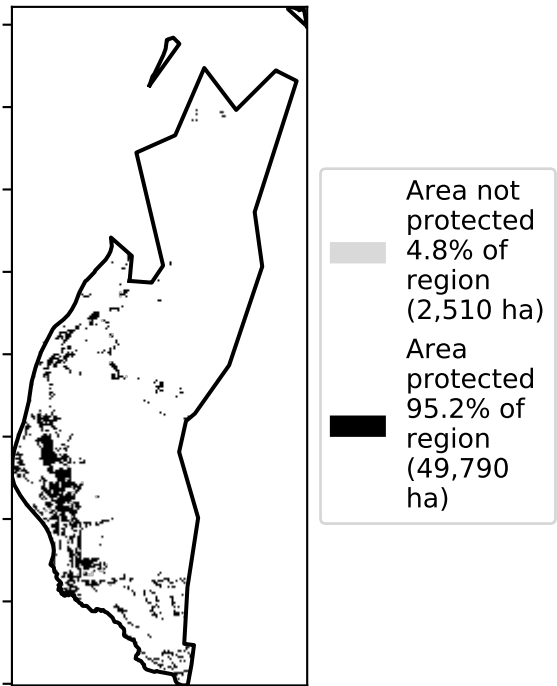 Area not
protected
4.8% of
region
(2,510 ha)
Area
protected
95.2% of
region
(49,790
ha)